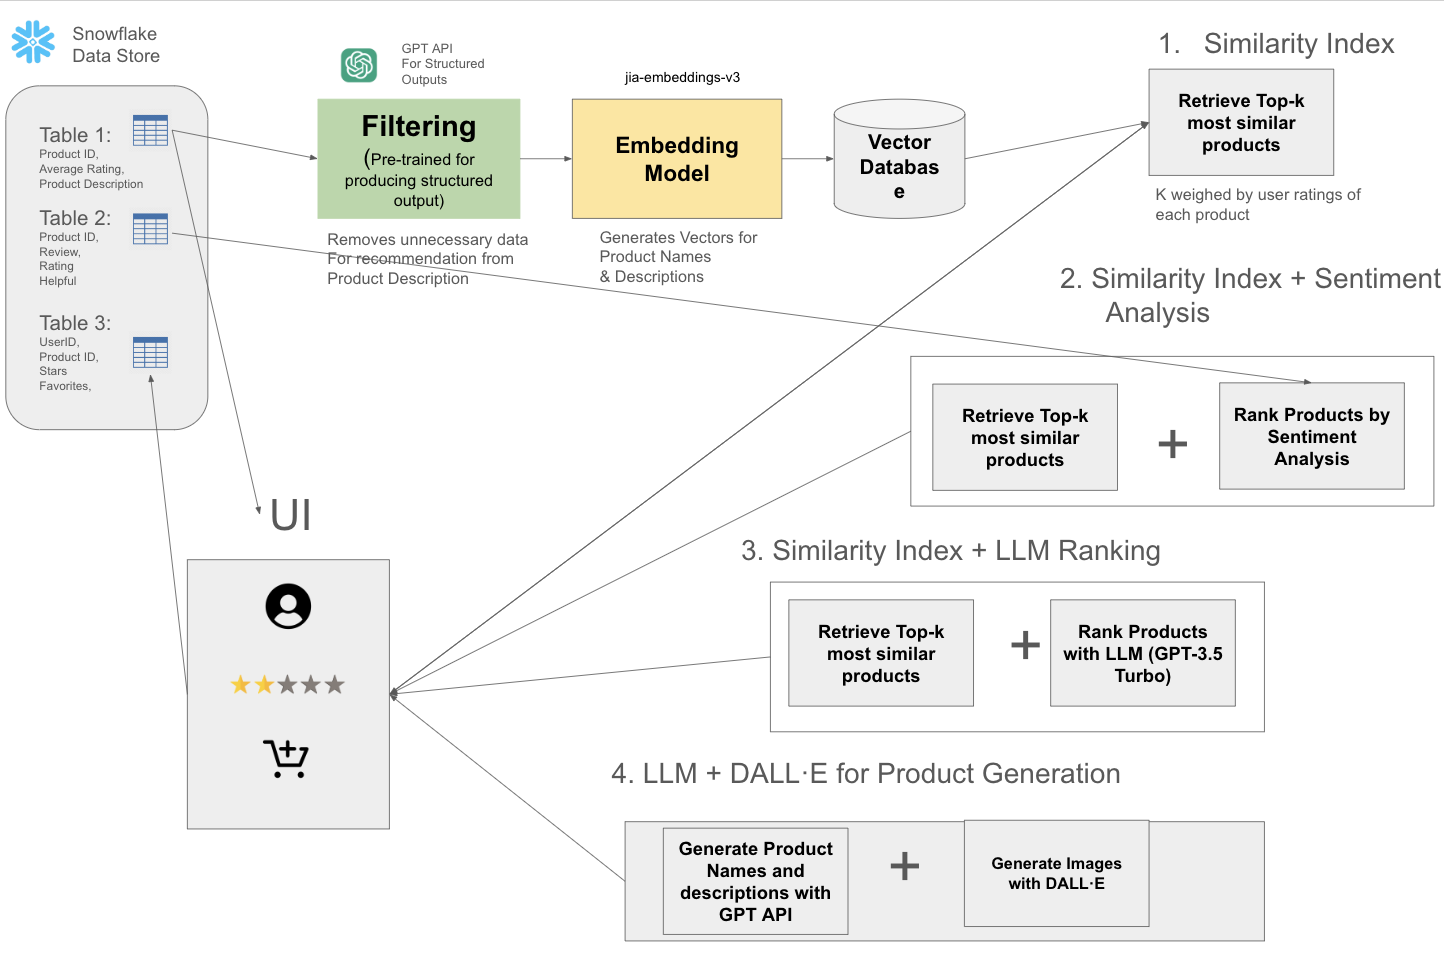 Snowflake
Data Store
Table 1:
Product ID,
Average Rating,
Product Description
Table 2:
Product ID,
Review,
Rating
Helpful
Table 3:
UserID,
Product ID,
Stars
Favorites,
GPT API
For Structured
Outputs
Filtering
(Pre-trained for
producing structured
output)
Removes unnecessary data
For recommendation from
Product Description
jia-embeddings-v3
Embedding
Model
Generates Vectors for
Product Names
& Descriptions
Vector
Databas
e
1. Similarity Index
Retrieve Top-k
most similar
products
K weighed by user ratings of
each product
2. Similarity Index + Sentiment
Analysis
Retrieve Top-k
most similar
products
+
Rank Products by
Sentiment
Analysis
UI
3. Similarity Index + LLM Ranking
Retrieve Top-k
most similar
products
+
Rank Products
with LLM (GPT-3.5
Turbo)
4. LLM + DALL·E for Product Generation
Generate Product
Names and
descriptions with
GPT API
+
Generate Images
with DALL·E